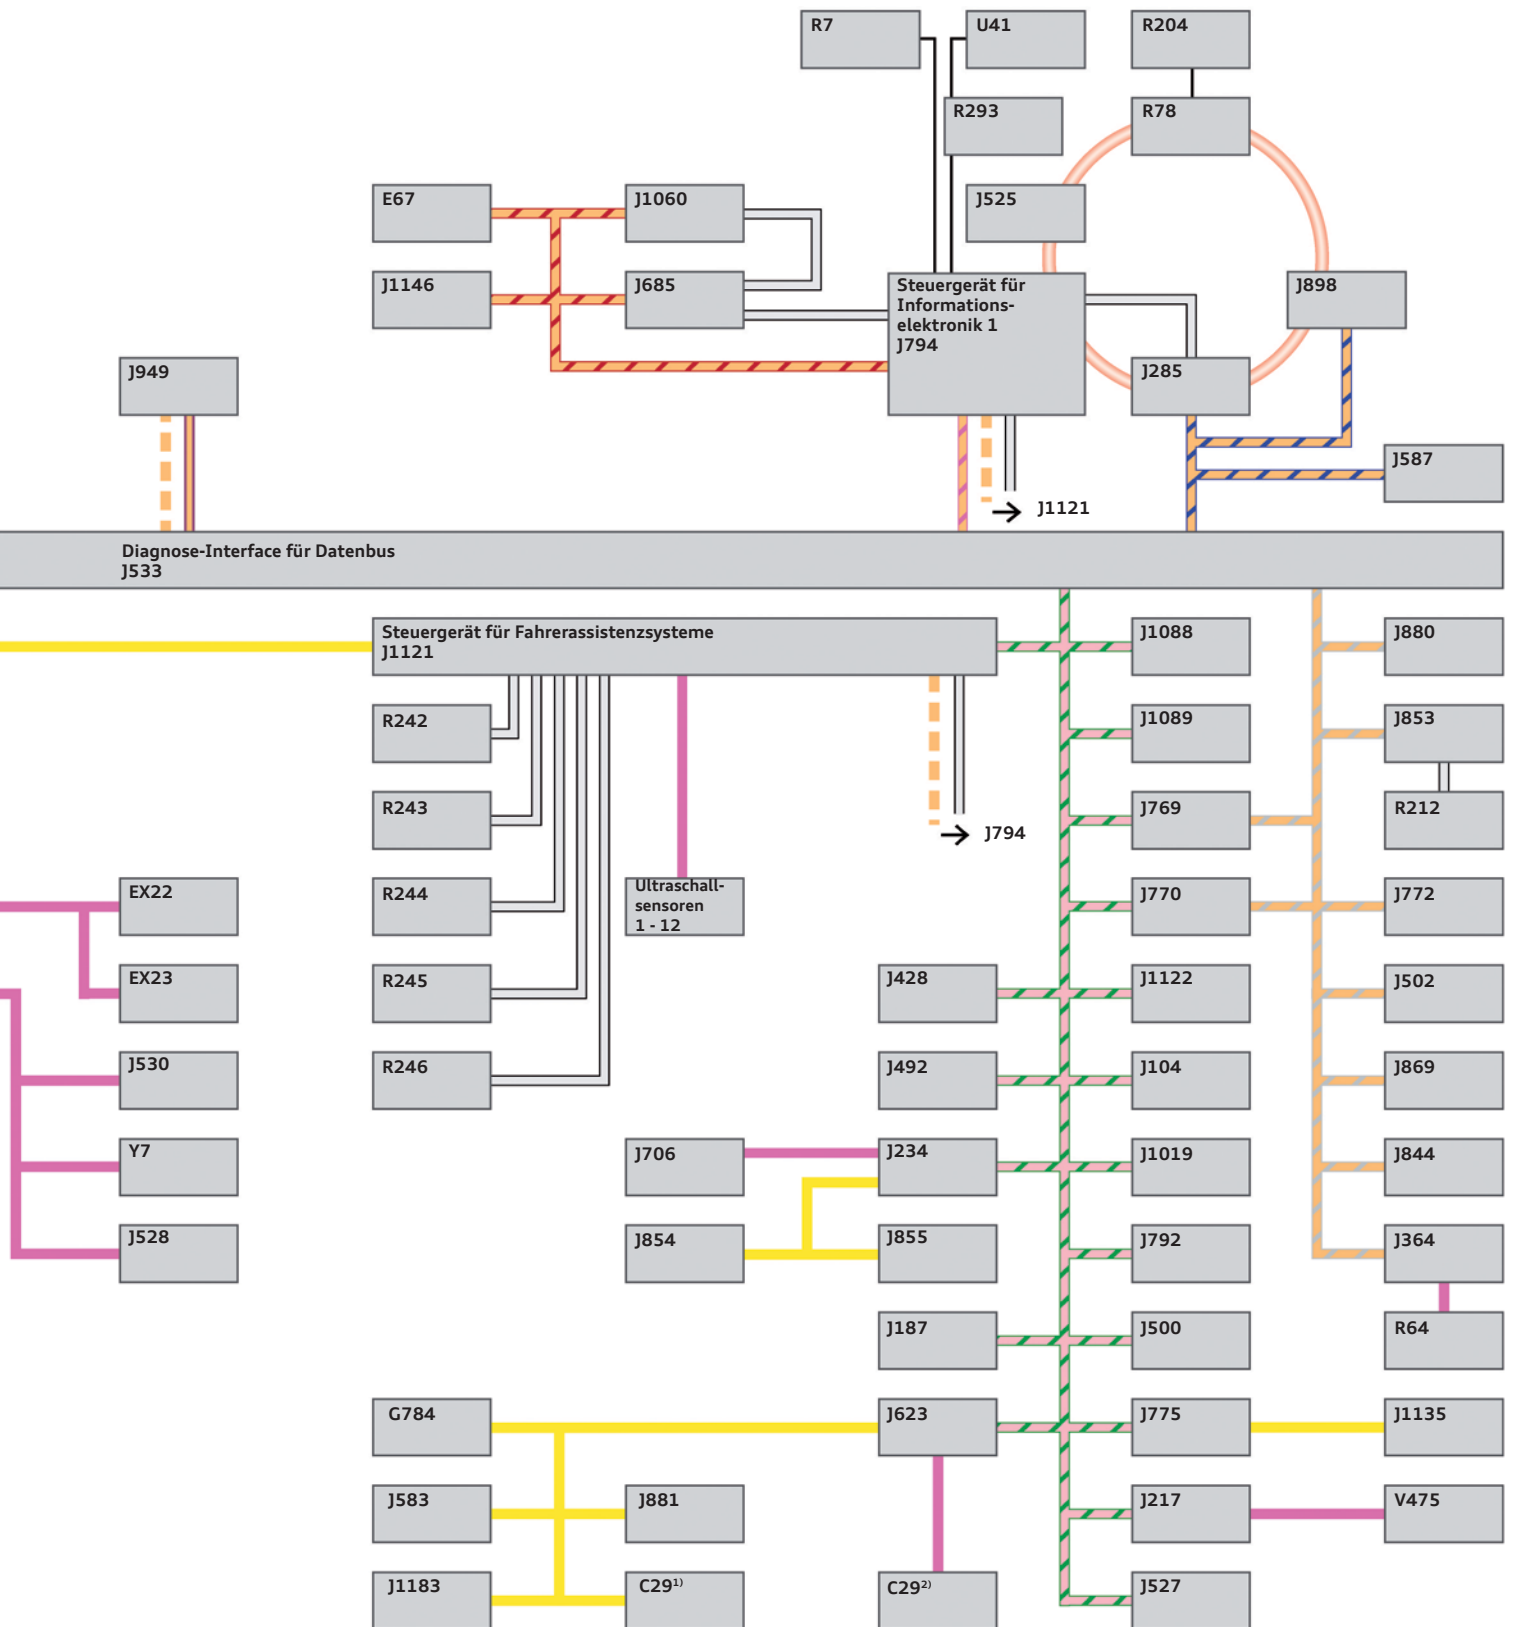 R7
U41
R204
R293
R78
E67
J1060
J525
J1146
J685
Steuergerät für
Informations-
elektronik 1
J794
J898
J949
J285
J587
J1121
Diagnose-Interface für Datenbus
J533
Steuergerät für Fahrerassistenzsysteme
J1121
J1088
J880
R242
J1089
J853
R243
J794
J769
R212
EX22
R244
Ultraschall-
sensoren
1 - 12
J770
J772
EX23
R245
J428
J1122
J502
J530
R246
J492
J104
J869
Y7
J706
J234
J1019
J844
J528
J854
J855
J792
J364
J187
J500
R64
G784
J623
J775
J1135
J583
J881
J217
V475
J1183
C29¹⁾
C29²⁾
J527